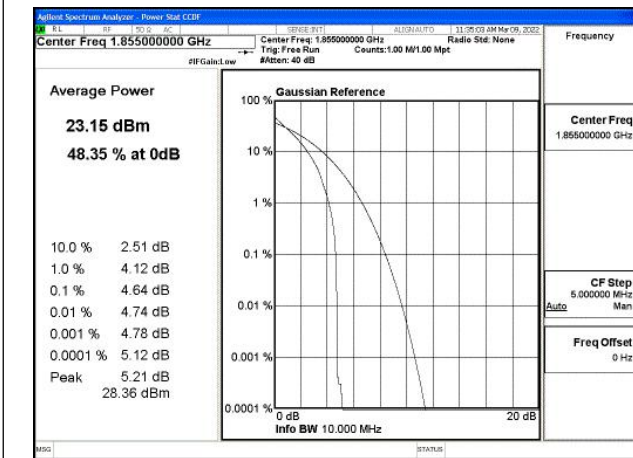 Agilent Spectrum Analyzer - Power Stat CCDF
RL RF 50 Ω AC SENSE:INT ALIGN AUTO 11:35:03 AM Mar 09, 2022
Center Freq 1.855000000 GHz
Center Freq: 1.855000000 GHz Radio Std: None
Trig: Free Run Counts:1.00 M/1.00 Mpt
#IFGain:Low #Atten: 40 dB
Frequency
Average Power
23.15 dBm
48.35 % at 0dB
10.0 % 2.51 dB
1.0 % 4.12 dB
0.1 % 4.64 dB
0.01 % 4.74 dB
0.001 % 4.78 dB
0.0001 % 5.12 dB
Peak 5.21 dB
28.36 dBm
Gaussian Reference
100 %
10 %
1 %
0.1 %
0.01 %
0.001 %
0.0001 %
0 dB 20 dB
Info BW 10.000 MHz
Center Freq
1.855000000 GHz
CF Step
5.000000 MHz
Auto Man
Freq Offset
0 Hz
MSG STATUS